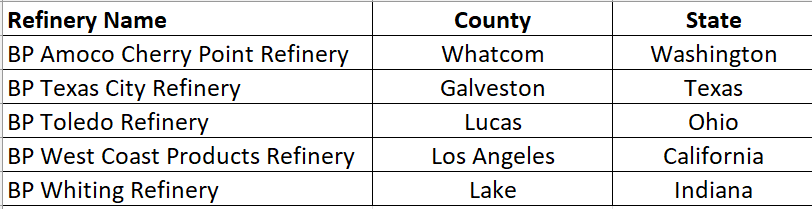 Refinery Name County State
BP Amoco Cherry Point Refinery Whatcom Washington
BP Texas City Refinery Galveston Texas
BP Toledo Refinery Lucas Ohio
BP West Coast Products Refinery Los Angeles California
BP Whiting Refinery Lake Indiana